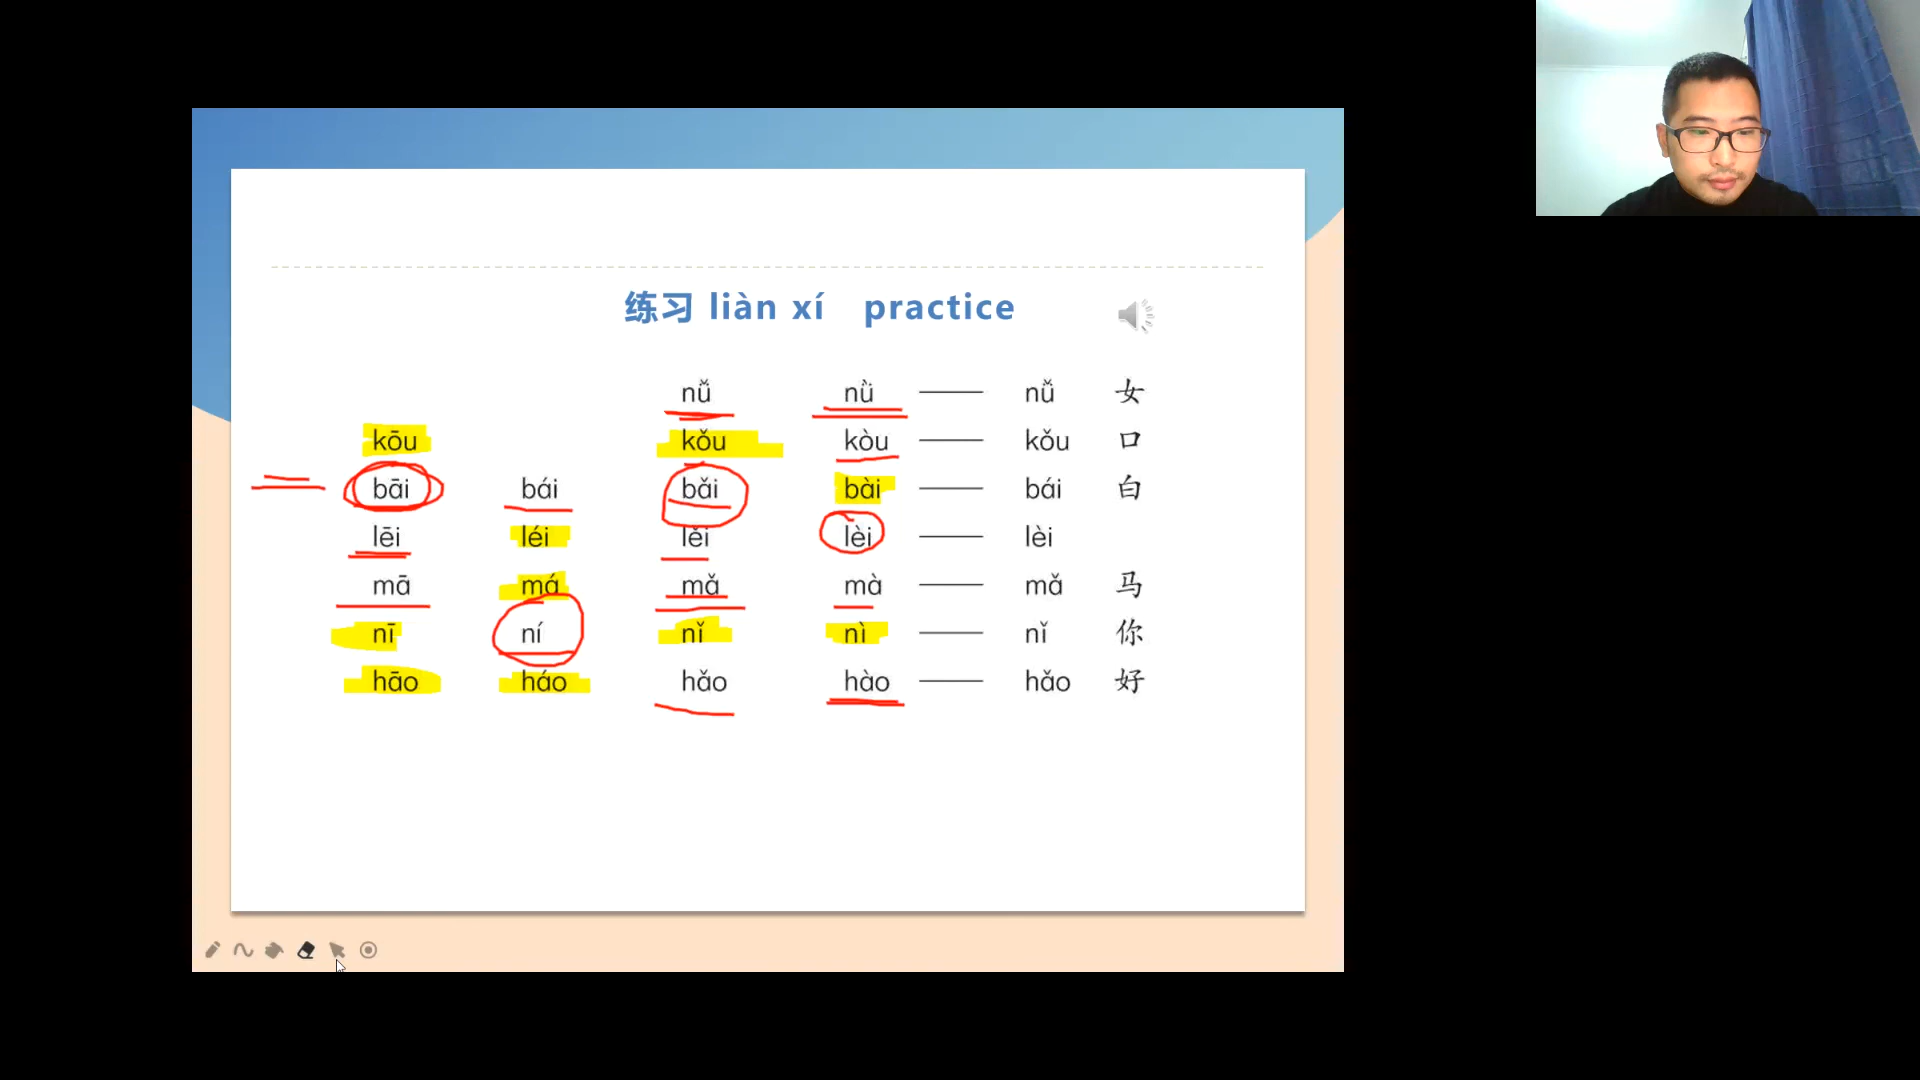 练习 liàn xí practice
nǚ nǜ —— nǚ 女
kōu kǒu kòu —— kǒu 口
bāi bái bǎi bài —— bái 白
lēi léi lěi lèi —— lèi
mā má mǎ mà —— mǎ 马
nī ní nǐ nì —— nǐ 你
hāo háo hǎo hào —— hǎo 好